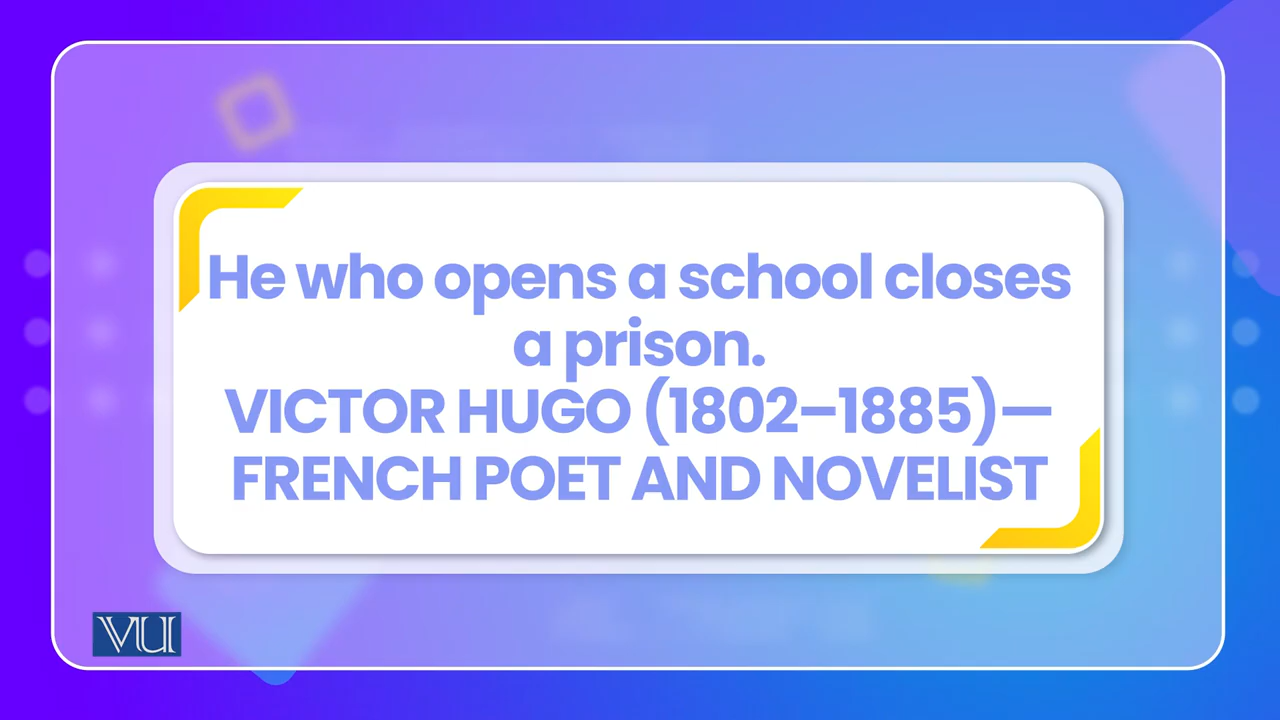 He who opens a school closes
a prison.
VICTOR HUGO (1802–1885)—
FRENCH POET AND NOVELIST
VU